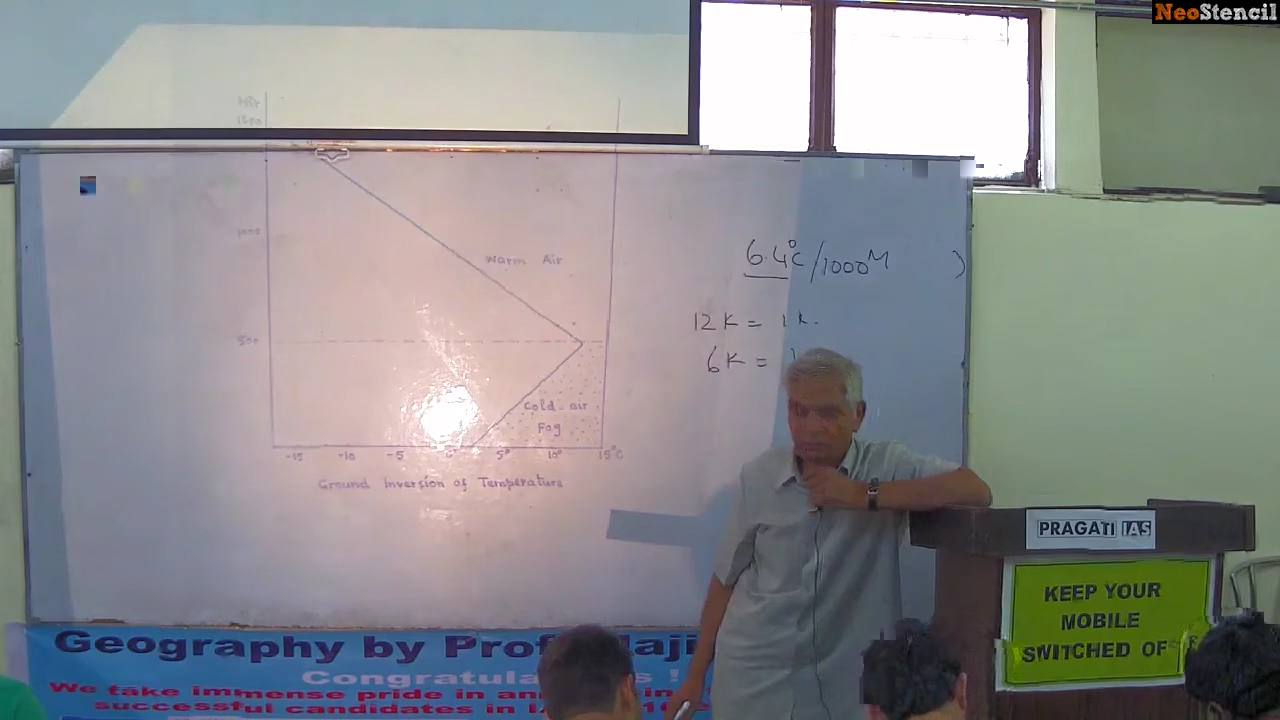 NeoStencil
Mtr
1000
Warm Air
500
Cold air
Fog
-15 -10 -5 0° 5° 10° 15°C
Ground Inversion of Temperature
6.4°C/1000M
12 K = 1 k.
6K =
PRAGATI IAS
KEEP YOUR
MOBILE
SWITCHED OF
Geography by Prof
Congratula
We take immense pride in
successful candidates in